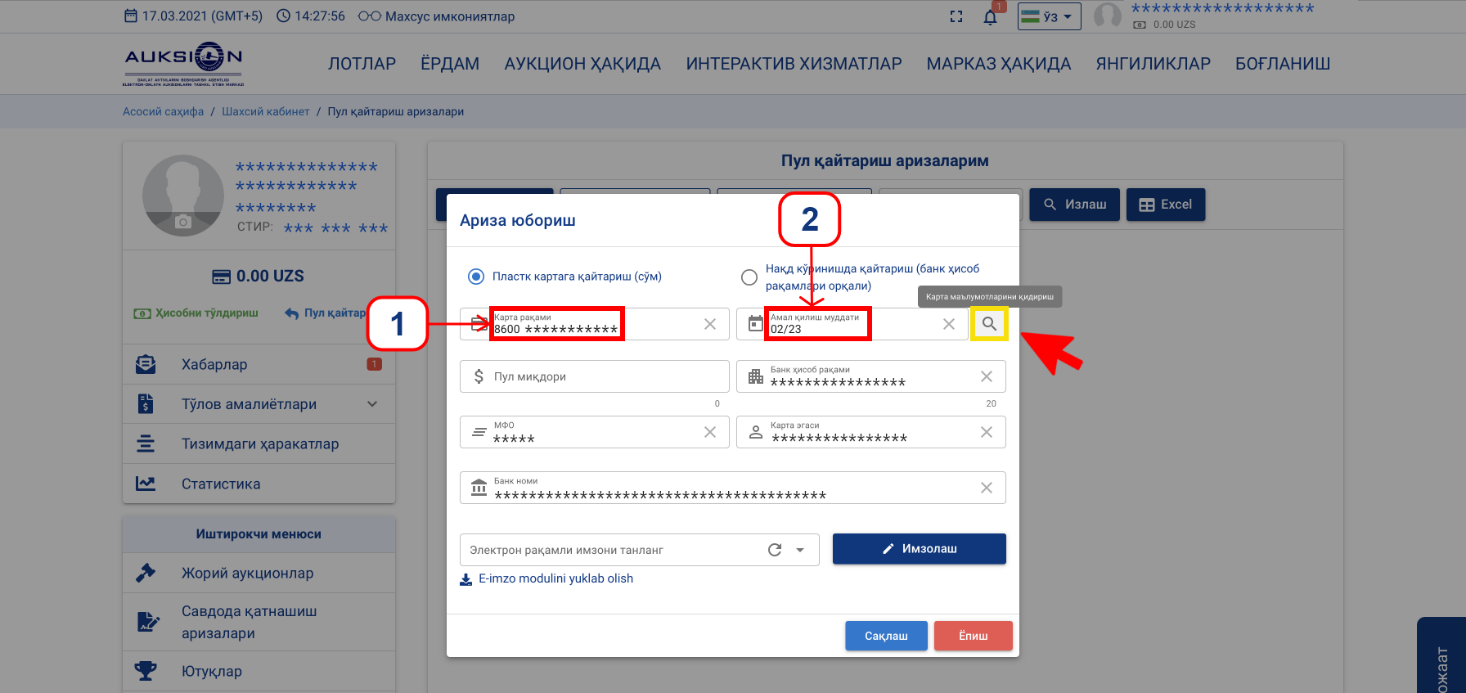 17.03.2021 (GMT+5) 14:27:56 Махсус имкониятлар
1 ЎЗ ******************
0.00 UZS
AUKSION
ЛОТЛАР ЁРДАМ АУКЦИОН ҲАҚИДА ИНТЕРАКТИВ ХИЗМАТЛАР МАРКАЗ ҲАҚИДА ЯНГИЛИКЛАР БОҒЛАНИШ
Асосий саҳифа / Шахсий кабинет / Пул қайтариш аризалари
**************
************
********
СТИР: *** *** ***
0.00 UZS
Ҳисобни тўлдириш Пул қайтар
Хабарлар 1
Тўлов амалиётлари
Тизимдаги ҳаракатлар
Статистика
Иштирокчи менюси
Жорий аукционлар
Савдода қатнашиш
аризалари
Ютуқлар
Пул қайтариш аризаларим
Излаш Excel
Ариза юбориш
2
Пластк картага қайтариш (сўм)
Нақд кўринишда қайтариш (банк ҳисоб
рақамлари орқали)
Карта маълумотларини қидириш
1
Карта рақами
8600 ***********
Амал қилиш муддати
02/23
Пул миқдори
0
Банк ҳисоб рақами
****************
20
МФО
*****
Карта эгаси
****************
Банк номи
***************************************
Электрон рақамли имзони танланг
Имзолаш
E-imzo modulini yuklab olish
Сақлаш Ёпиш
ожаат